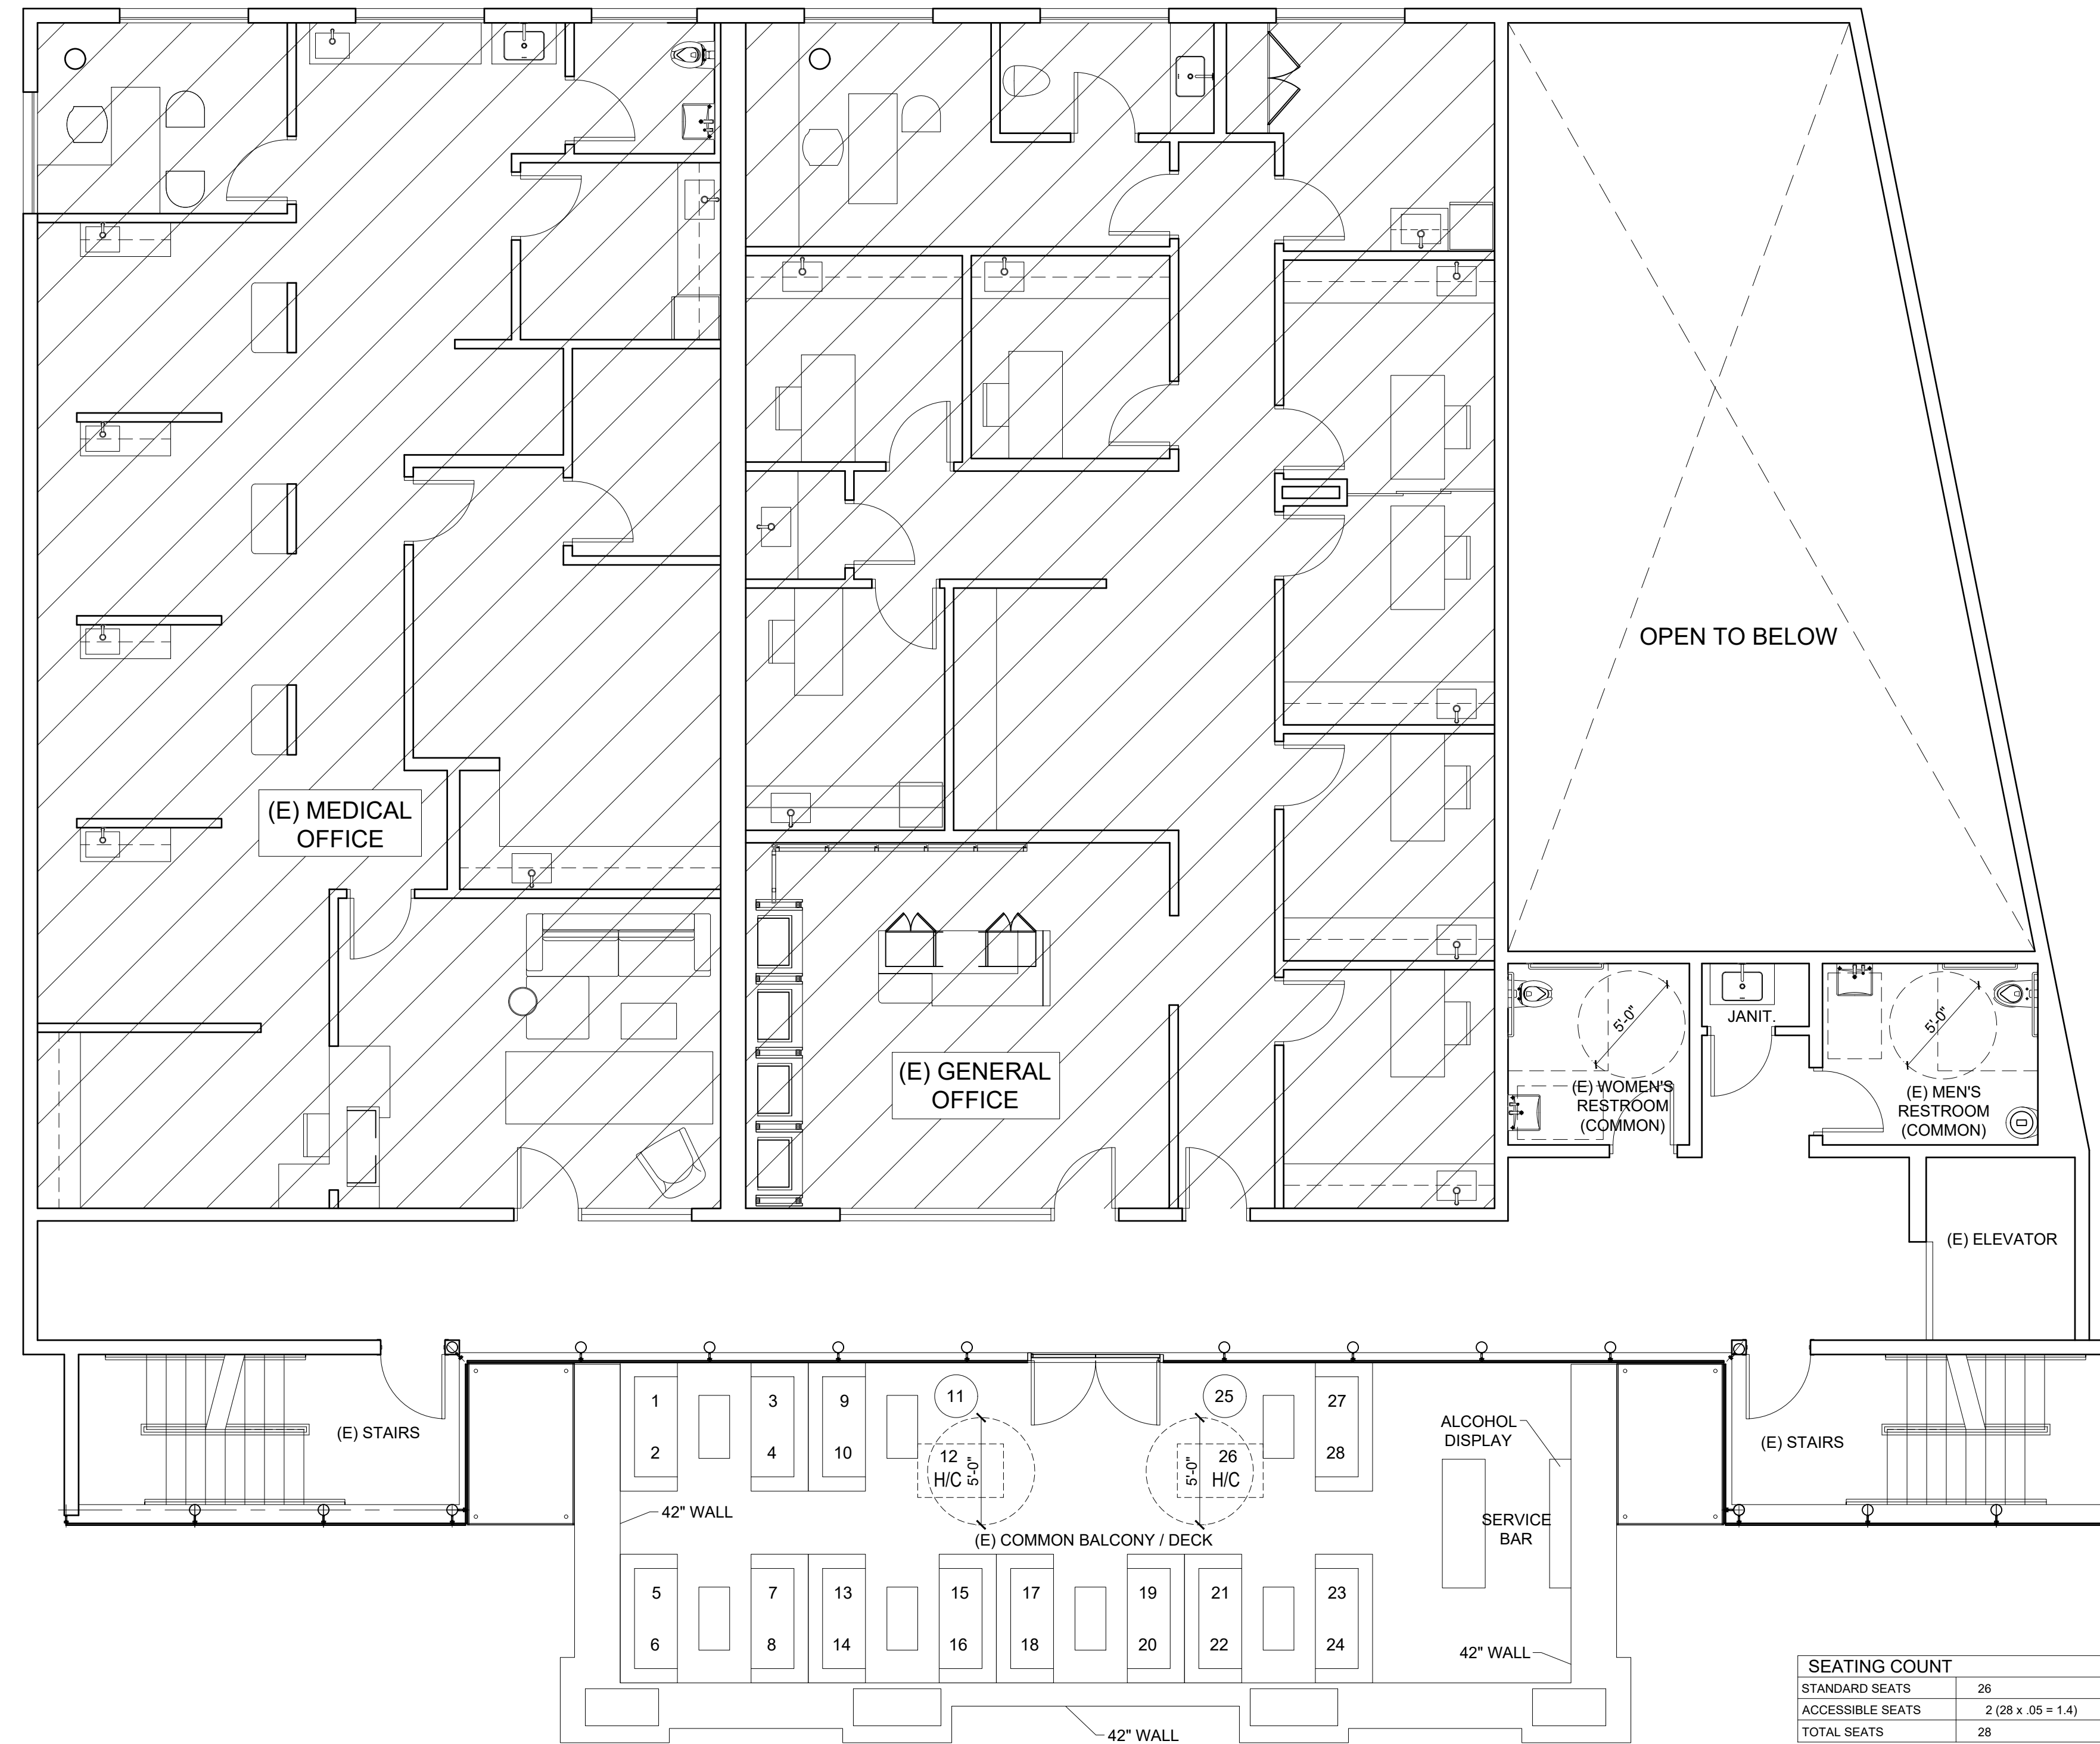 OPEN TO BELOW
(E) MEDICAL
OFFICE
(E) GENERAL
OFFICE
5'-0"
JANIT.
5'-0"
(E) WOMEN'S
RESTROOM
(COMMON)
(E) MEN'S
RESTROOM
(COMMON)
(E) ELEVATOR
(E) STAIRS
1
2
3
4
9
10
11
12
H/C
5'-0"
25
26
H/C
5'-0"
27
28
ALCOHOL
DISPLAY
(E) STAIRS
42" WALL
SERVICE
BAR
(E) COMMON BALCONY / DECK
5
6
7
8
13
14
15
16
17
18
19
20
21
22
23
24
42" WALL
42" WALL
SEATING COUNT
STANDARD SEATS 26
ACCESSIBLE SEATS 2 (28 x .05 = 1.4)
TOTAL SEATS 28